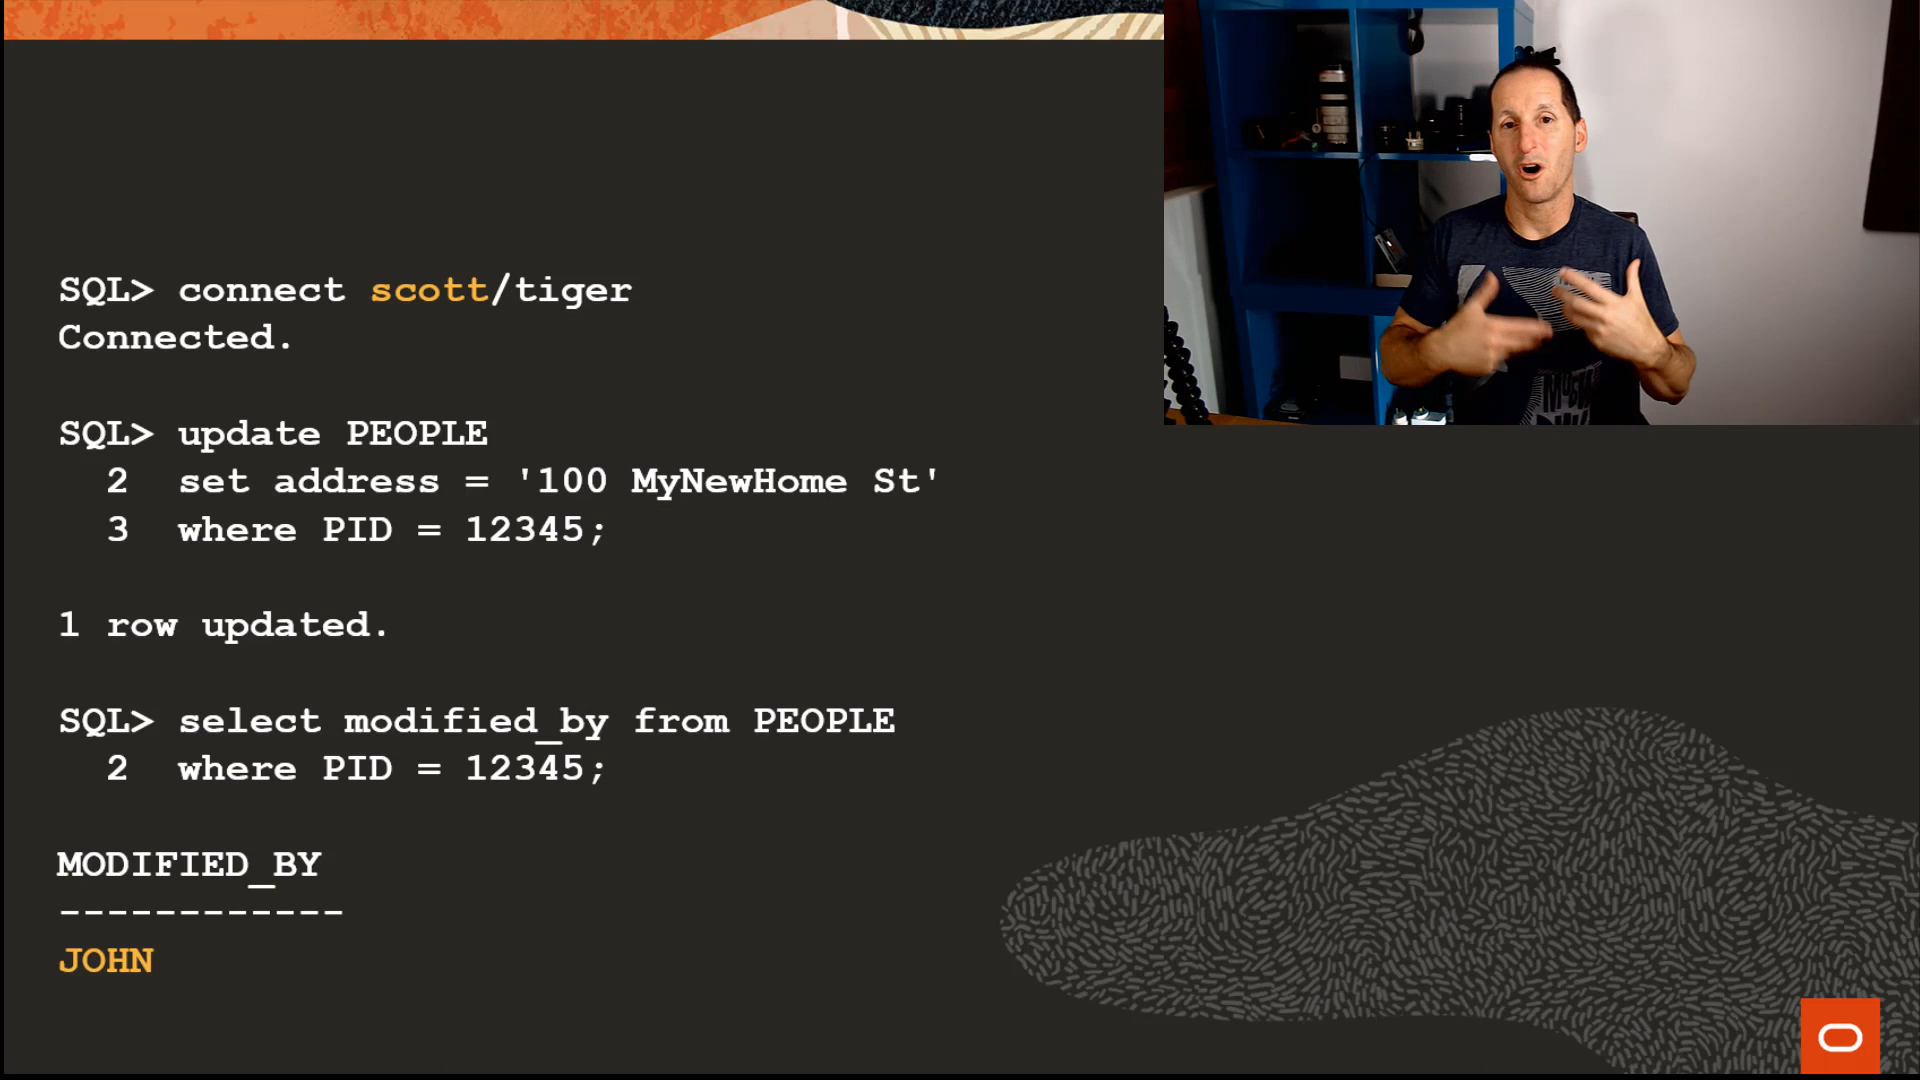 SQL> connect scott/tiger
Connected.
SQL> update PEOPLE
2 set address = '100 MyNewHome St'
3 where PID = 12345;
1 row updated.
SQL> select modified_by from PEOPLE
2 where PID = 12345;
MODIFIED_BY
------------
JOHN